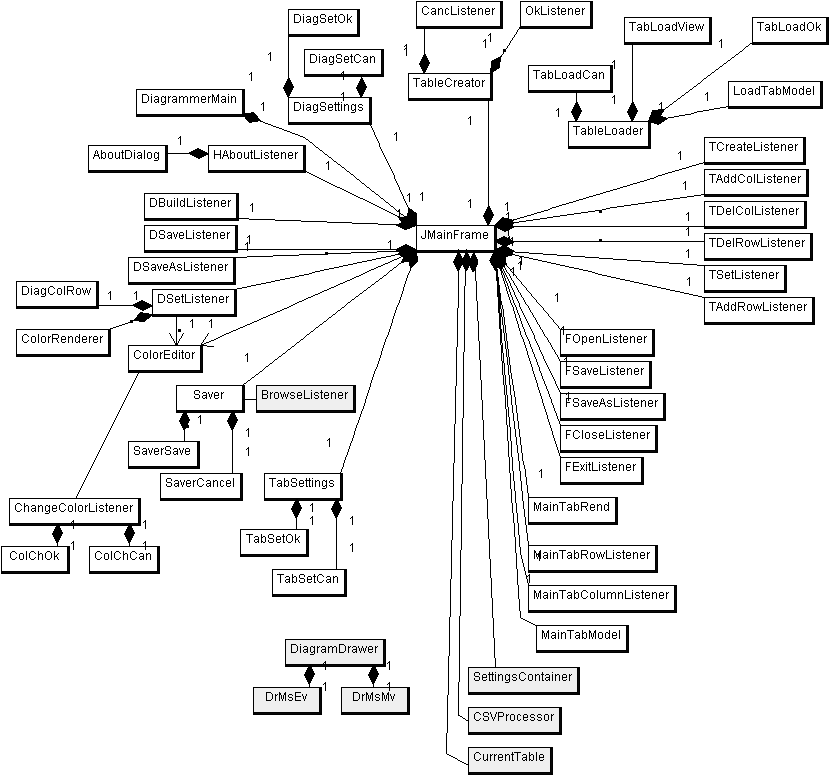 DiagSetOk
CancListener
OkListener
TabLoadView
TabLoadOk
DiagSetCan
TableCreator
TabLoadCan
LoadTabModel
DiagrammerMain
DiagSettings
TableLoader
AboutDialog
HAboutListener
TCreateListener
TAddColListener
DBuildListener
TDelColListener
DSaveListener
JMainFrame
TDelRowListener
DSaveAsListener
TSetListener
DiagColRow
DSetListener
TAddRowListener
ColorRenderer
ColorEditor
FOpenListener
FSaveListener
Saver
BrowseListener
FSaveAsListener
SaverSave
FCloseListener
FExitListener
SaverCancel
TabSettings
ChangeColorListener
MainTabRend
TabSetOk
ColChOk
ColChCan
MainTabRowListener
TabSetCan
MainTabColumnListener
MainTabModel
DiagramDrawer
SettingsContainer
DrMsEv
DrMsMv
CSVProcessor
CurrentTable